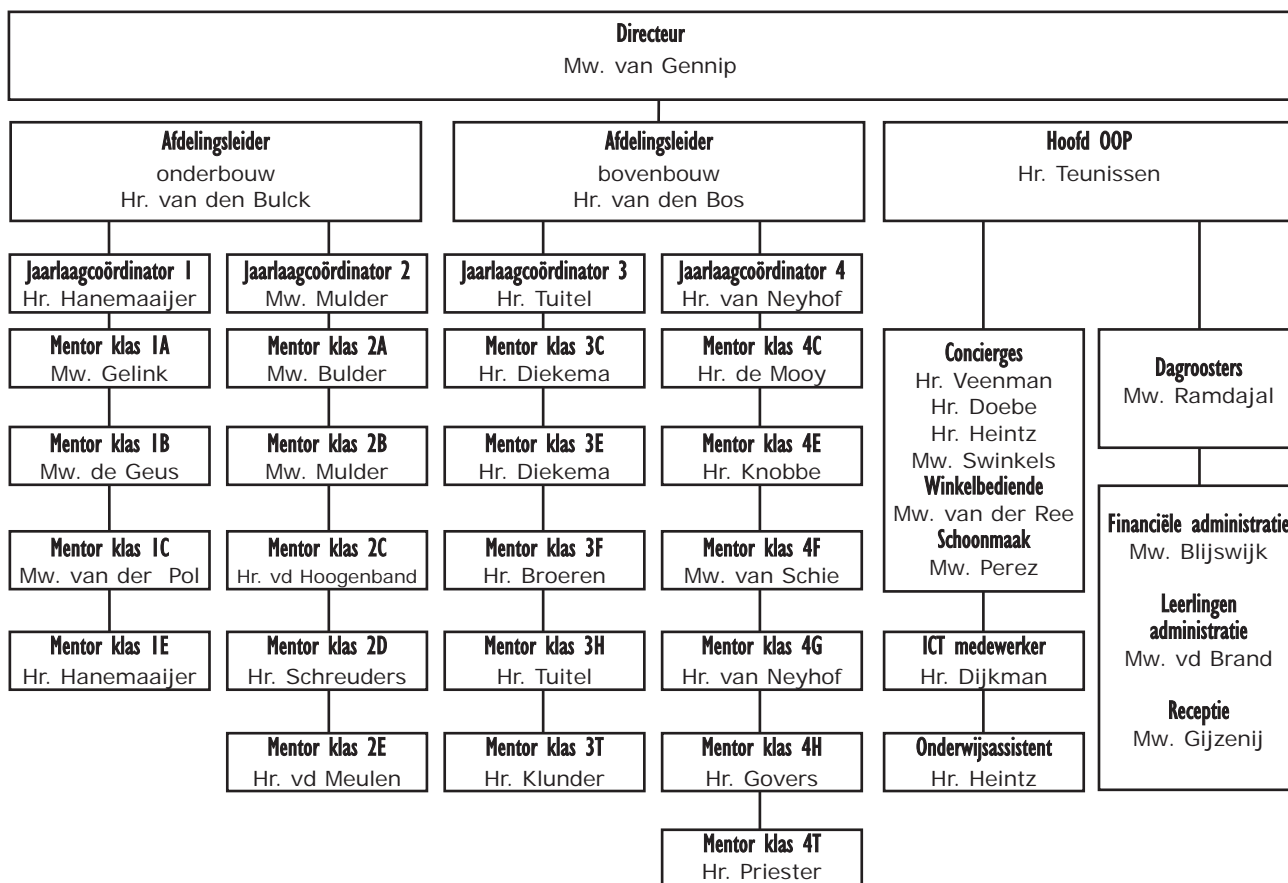 Directeur
Mw. van Gennip
Afdelingsleider
onderbouw
Hr. van den Bulck
Afdelingsleider
bovenbouw
Hr. van den Bos
Hoofd OOP
Hr. Teunissen
Jaarlaagcoördinator 1
Hr. Hanemaaijer
Mentor klas 1A
Mw. Gelink
Mentor klas 1B
Mw. de Geus
Mentor klas 1C
Mw. van der Pol
Mentor klas 1E
Hr. Hanemaaijer
Jaarlaagcoördinator 2
Mw. Mulder
Mentor klas 2A
Mw. Bulder
Mentor klas 2B
Mw. Mulder
Mentor klas 2C
Hr. vd Hoogenband
Mentor klas 2D
Hr. Schreuders
Mentor klas 2E
Hr. vd Meulen
Jaarlaagcoördinator 3
Hr. Tuitel
Mentor klas 3C
Hr. Diekema
Mentor klas 3E
Hr. Diekema
Mentor klas 3F
Hr. Broeren
Mentor klas 3H
Hr. Tuitel
Mentor klas 3T
Hr. Klunder
Jaarlaagcoördinator 4
Hr. van Neyhof
Mentor klas 4C
Hr. de Mooy
Mentor klas 4E
Hr. Knobbe
Mentor klas 4F
Mw. van Schie
Mentor klas 4G
Hr. van Neyhof
Mentor klas 4H
Hr. Govers
Mentor klas 4T
Hr. Priester
Concierges
Hr. Veenman
Hr. Doebe
Hr. Heintz
Mw. Swinkels
Winkelbediende
Mw. van der Ree
Schoonmaak
Mw. Perez
ICT medewerker
Hr. Dijkman
Onderwijsassistent
Hr. Heintz
Dagroosters
Mw. Ramdajal
Financiële administratie
Mw. Blijswijk
Leerlingen
administratie
Mw. vd Brand
Receptie
Mw. Gijzenij